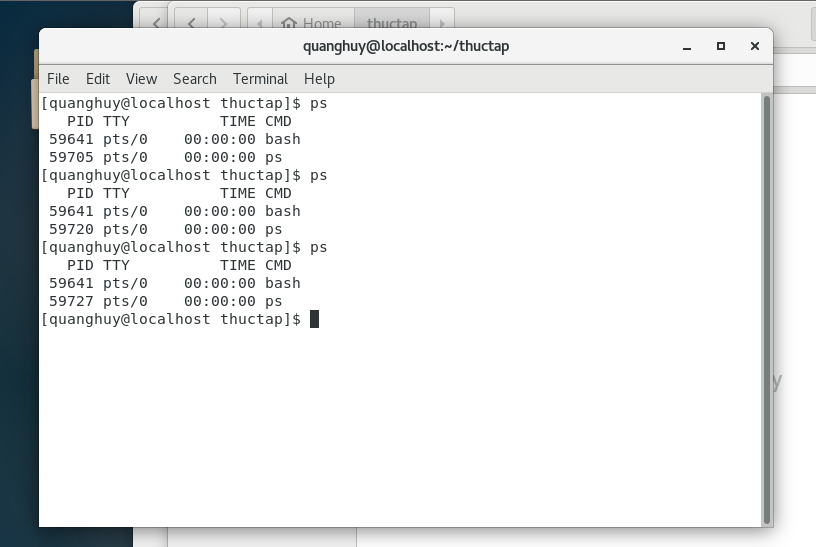 Home thuctap
quanghuy@localhost:~/thuctap
File Edit View Search Terminal Help
[quanghuy@localhost thuctap]$ ps
   PID TTY          TIME CMD
 59641 pts/0    00:00:00 bash
 59705 pts/0    00:00:00 ps
[quanghuy@localhost thuctap]$ ps
   PID TTY          TIME CMD
 59641 pts/0    00:00:00 bash
 59720 pts/0    00:00:00 ps
[quanghuy@localhost thuctap]$ ps
   PID TTY          TIME CMD
 59641 pts/0    00:00:00 bash
 59727 pts/0    00:00:00 ps
[quanghuy@localhost thuctap]$